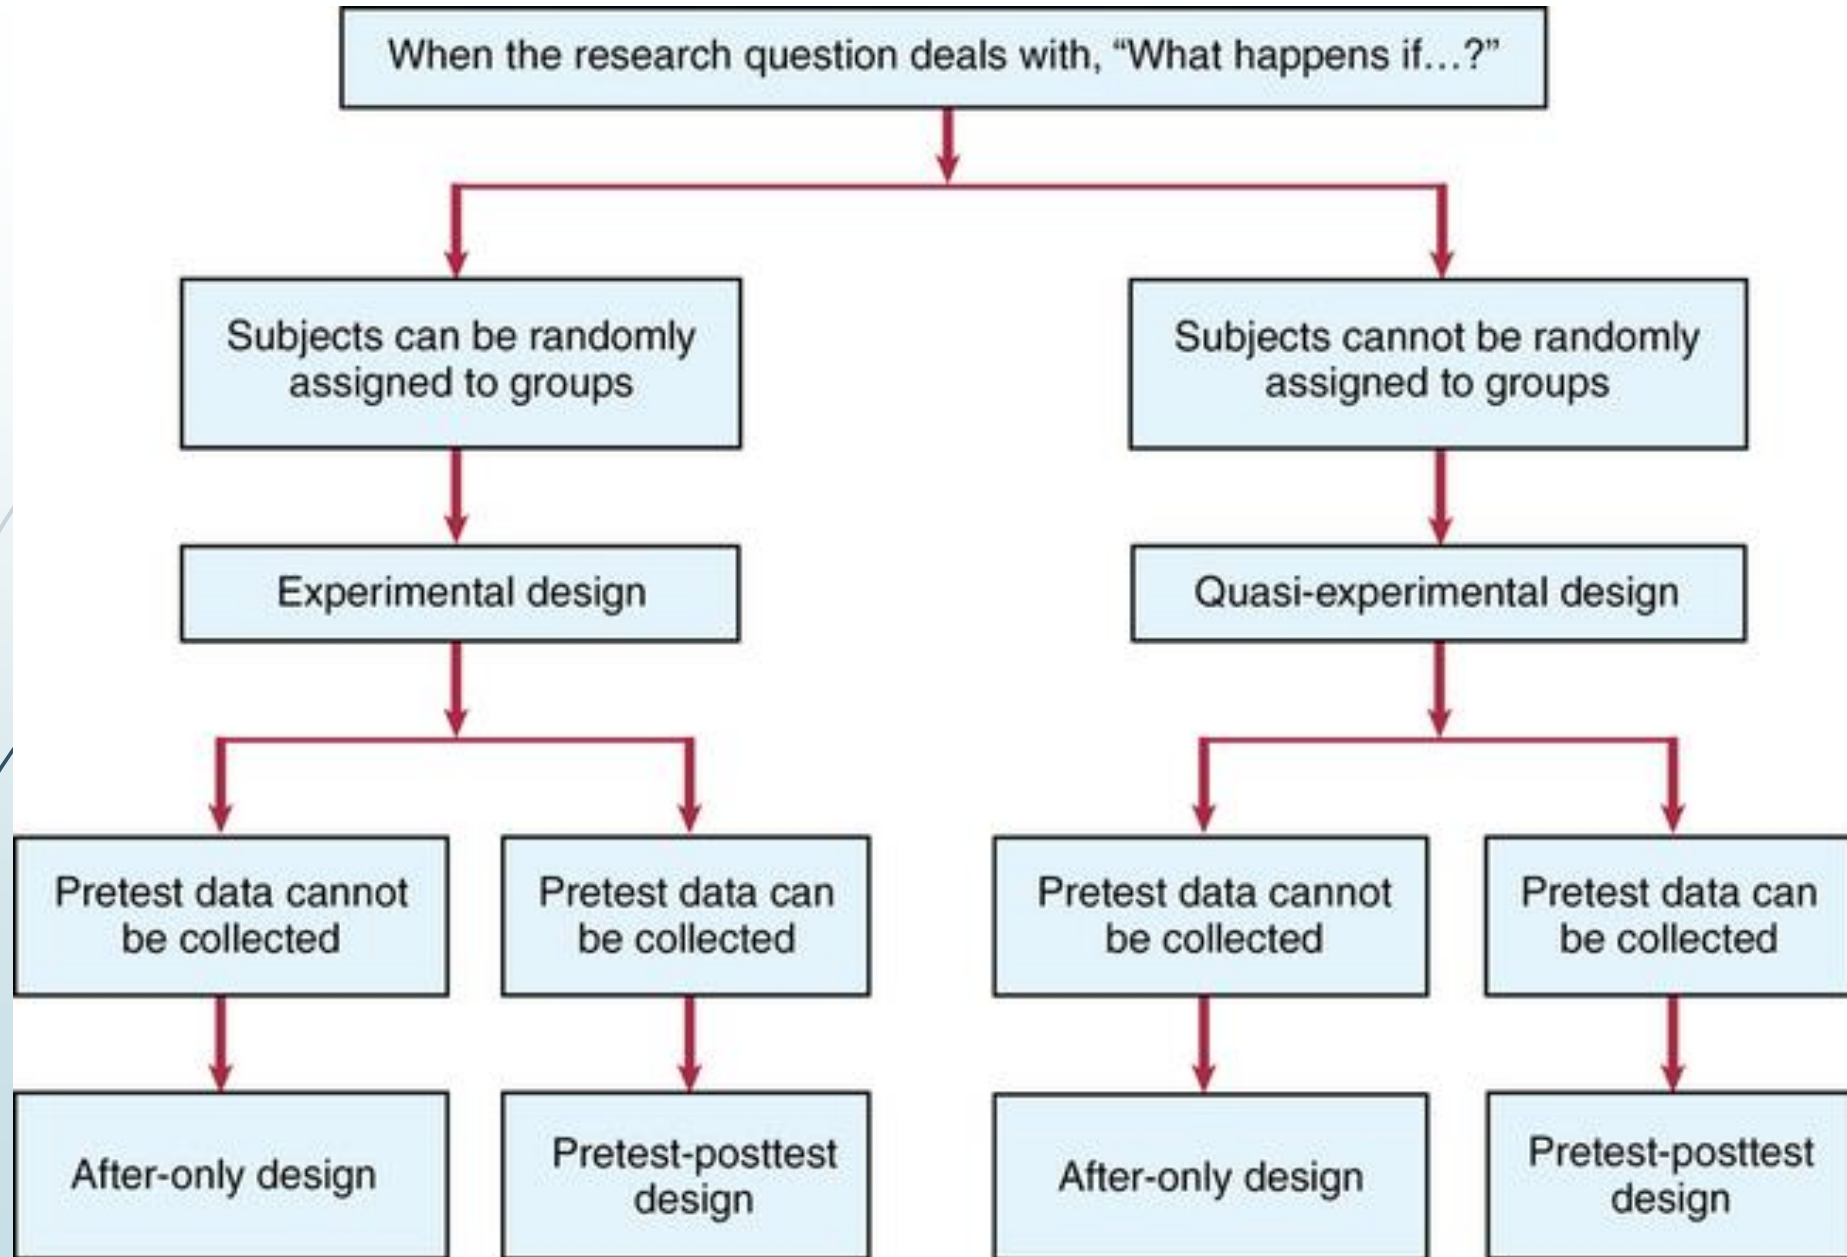 When the research question deals with, “What happens if…?”
Subjects can be randomly
assigned to groups
Subjects cannot be randomly
assigned to groups
Experimental design
Quasi-experimental design
Pretest data cannot
be collected
Pretest data can
be collected
Pretest data cannot
be collected
Pretest data can
be collected
After-only design
Pretest-posttest
design
After-only design
Pretest-posttest
design